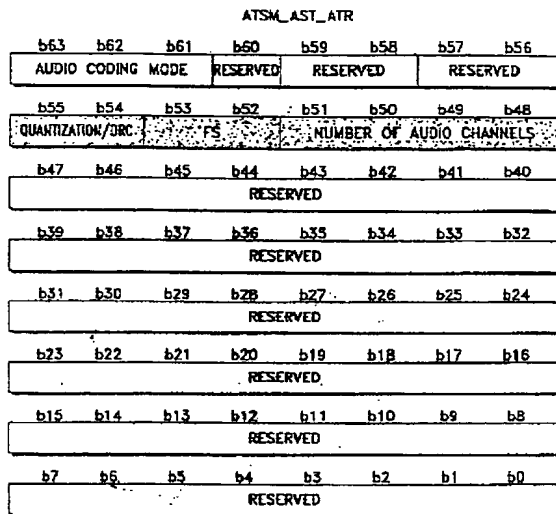 ATSM_AST_ATR
b63 b62 b61 b60 b59 b58 b57 b56
AUDIO CODING MODE RESERVED RESERVED RESERVED
b55 b54 b53 b52 b51 b50 b49 b48
QUANTIZATION/DRC FS NUMBER OF AUDIO CHANNELS
b47 b46 b45 b44 b43 b42 b41 b40
RESERVED
b39 b38 b37 b36 b35 b34 b33 b32
RESERVED
b31 b30 b29 b28 b27 b26 b25 b24
RESERVED
b23 b22 b21 b20 b19 b18 b17 b16
RESERVED
b15 b14 b13 b12 b11 b10 b9 b8
RESERVED
b7 b6 b5 b4 b3 b2 b1 b0
RESERVED